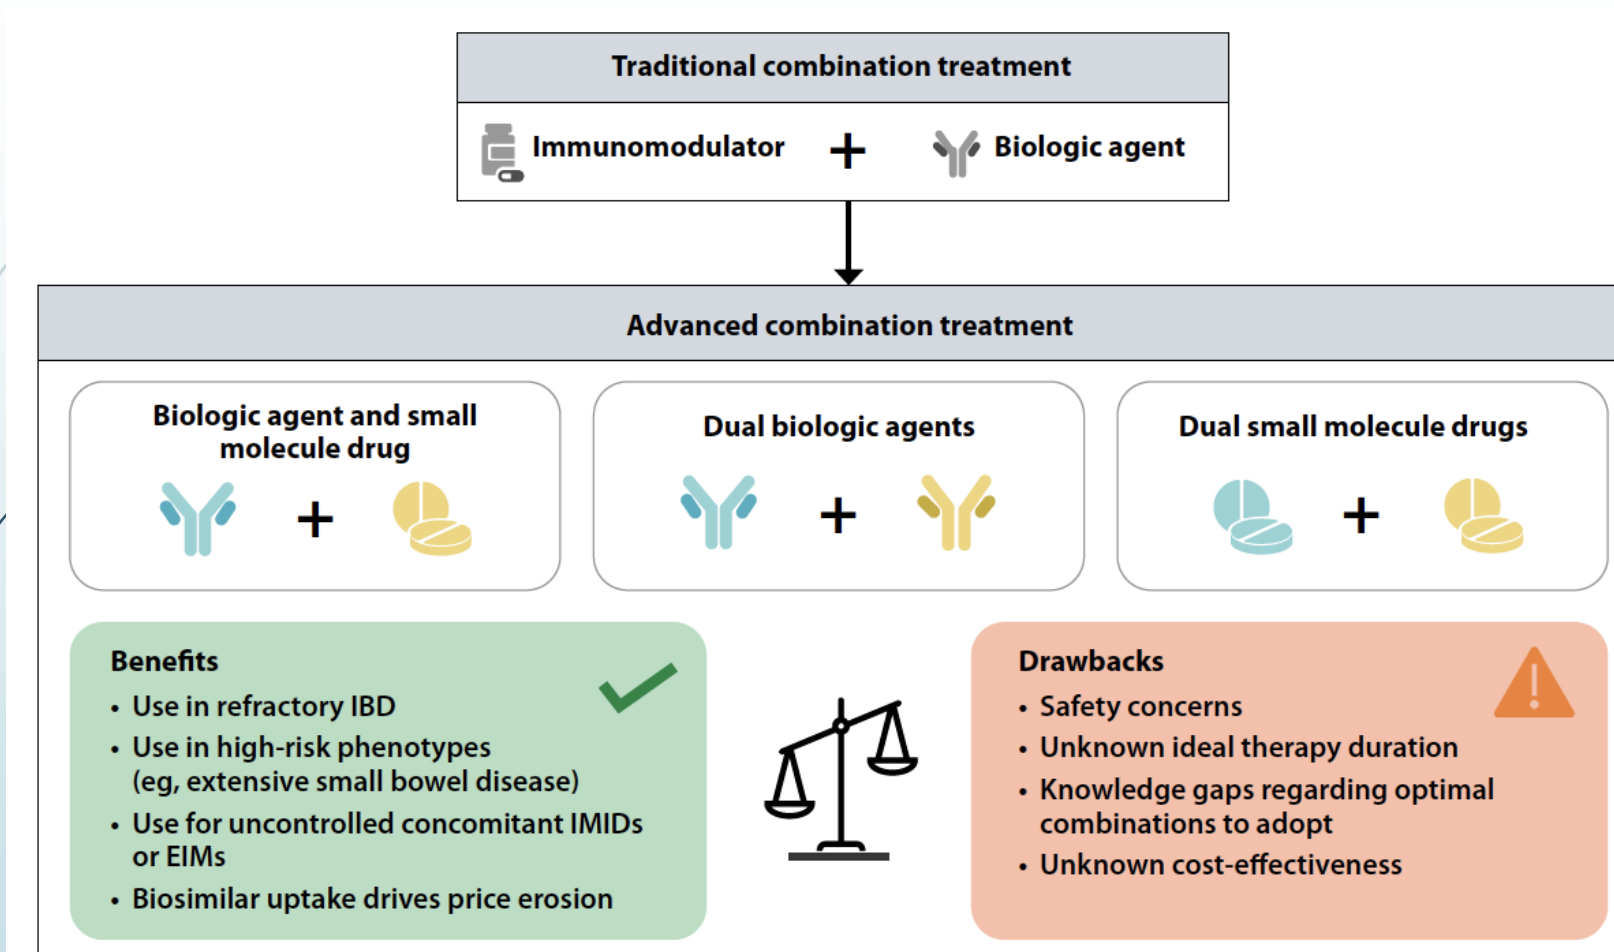 Traditional combination treatment
Immunomodulator + Biologic agent
Advanced combination treatment
Biologic agent and small
molecule drug
+
Dual biologic agents
+
Dual small molecule drugs
+
Benefits
• Use in refractory IBD
• Use in high-risk phenotypes
(eg, extensive small bowel disease)
• Use for uncontrolled concomitant IMIDs
or EIMs
• Biosimilar uptake drives price erosion
Drawbacks
• Safety concerns
• Unknown ideal therapy duration
• Knowledge gaps regarding optimal
combinations to adopt
• Unknown cost-effectiveness